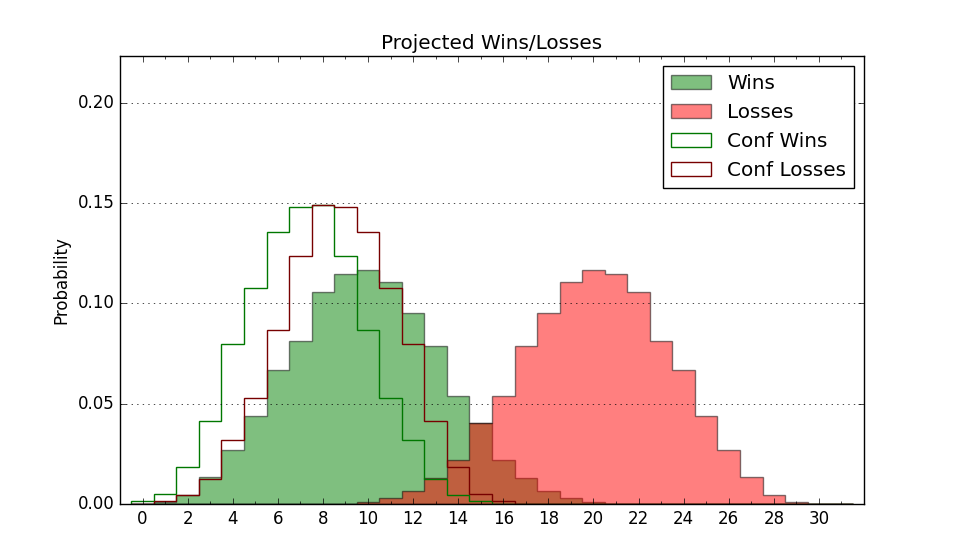 Projected Wins/Losses
Wins
Losses
Conf Wins
Conf Losses
Probability
0.20
0.15
0.10
0.05
0.00
0 2 4 6 8 10 12 14 16 18 20 22 24 26 28 30